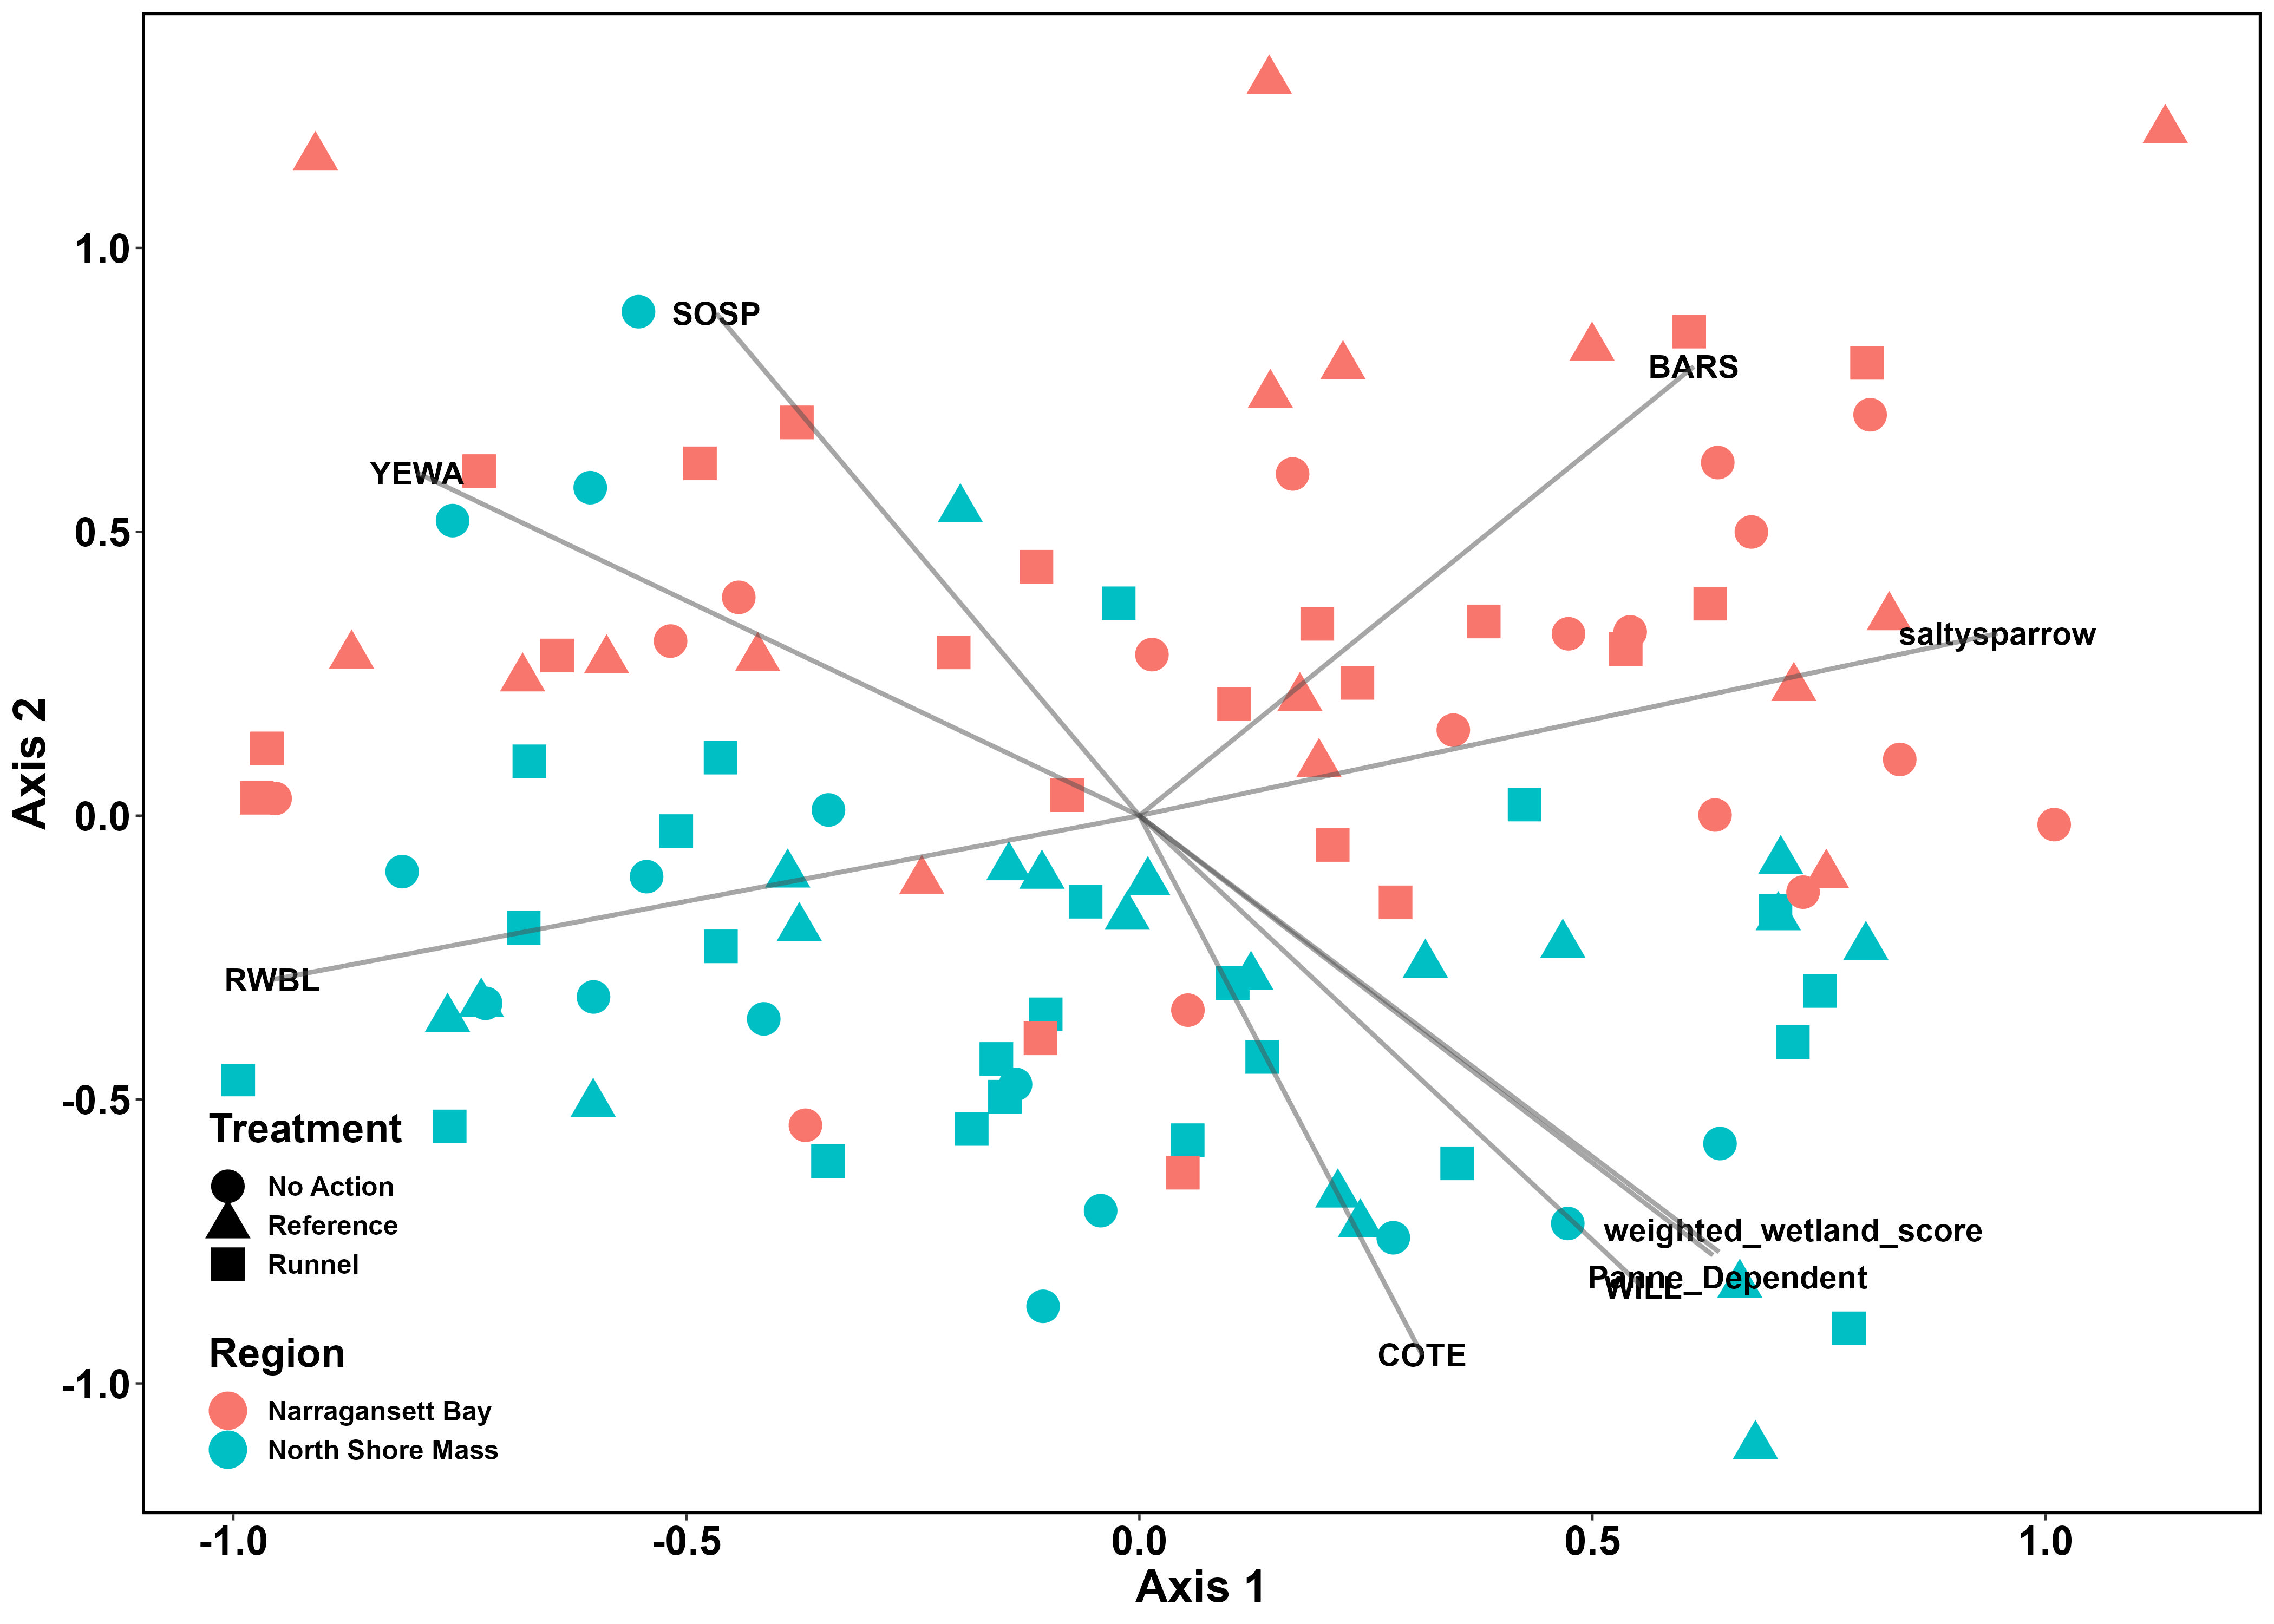 SOSP
BARS
YEWA
saltysparrow
RWBL
weighted_wetland_score
Panne_Dependent
WILL
COTE
Axis 2
1.0
0.5
0.0
-0.5
-1.0
Treatment
No Action
Reference
Runnel
Region
Narragansett Bay
North Shore Mass
-1.0 -0.5 0.0 0.5 1.0
Axis 1